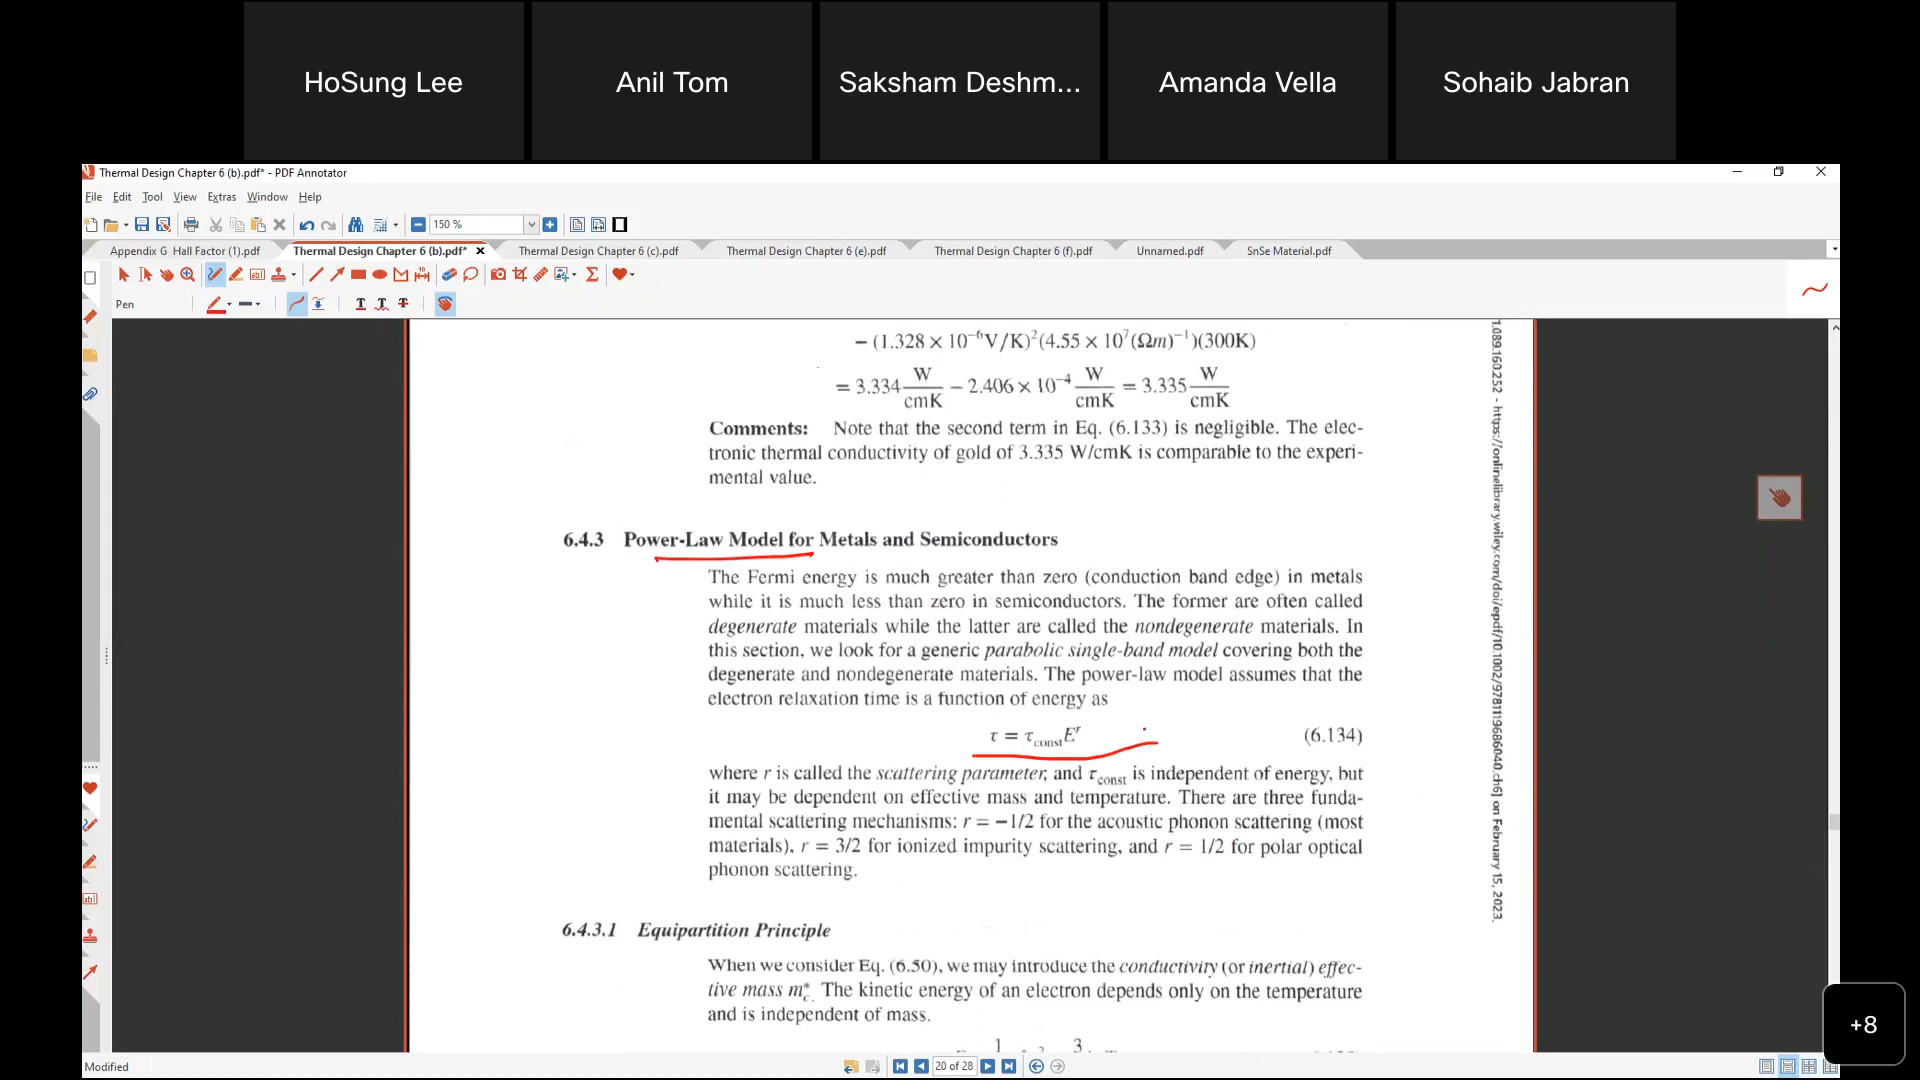 HoSung Lee
Anil Tom
Saksham Deshm...
Amanda Vella
Sohaib Jabran
Thermal Design Chapter 6 (b).pdf* - PDF Annotator
File Edit Tool View Extras Window Help
150 %
Appendix G Hall Factor (1).pdf
Thermal Design Chapter 6 (b).pdf*
Thermal Design Chapter 6 (c).pdf
Thermal Design Chapter 6 (e).pdf
Thermal Design Chapter 6 (f).pdf
Unnamed.pdf
SnSe Material.pdf
Pen
− (1.328 × 10⁻⁶V/K)²(4.55 × 10⁷(Ωm)⁻¹)(300K)
= 3.334 W/cmK − 2.406 × 10⁻⁴ W/cmK = 3.335 W/cmK
Comments: Note that the second term in Eq. (6.133) is negligible. The elec-
tronic thermal conductivity of gold of 3.335 W/cmK is comparable to the experi-
mental value.
6.4.3 Power-Law Model for Metals and Semiconductors
The Fermi energy is much greater than zero (conduction band edge) in metals
while it is much less than zero in semiconductors. The former are often called
degenerate materials while the latter are called the nondegenerate materials. In
this section, we look for a generic parabolic single-band model covering both the
degenerate and nondegenerate materials. The power-law model assumes that the
electron relaxation time is a function of energy as
τ = τconst Eʳ (6.134)
where r is called the scattering parameter, and τconst is independent of energy, but
it may be dependent on effective mass and temperature. There are three funda-
mental scattering mechanisms: r = −1/2 for the acoustic phonon scattering (most
materials), r = 3/2 for ionized impurity scattering, and r = 1/2 for polar optical
phonon scattering.
6.4.3.1 Equipartition Principle
When we consider Eq. (6.50), we may introduce the conductivity (or inertial) effec-
tive mass m*c. The kinetic energy of an electron depends only on the temperature
and is independent of mass.
1.089.160.252 - https://onlinelibrary.wiley.com/doi/epdf/10.1002/9781119686040.ch6] on February 15, 2023.
+8
Modified
20 of 28